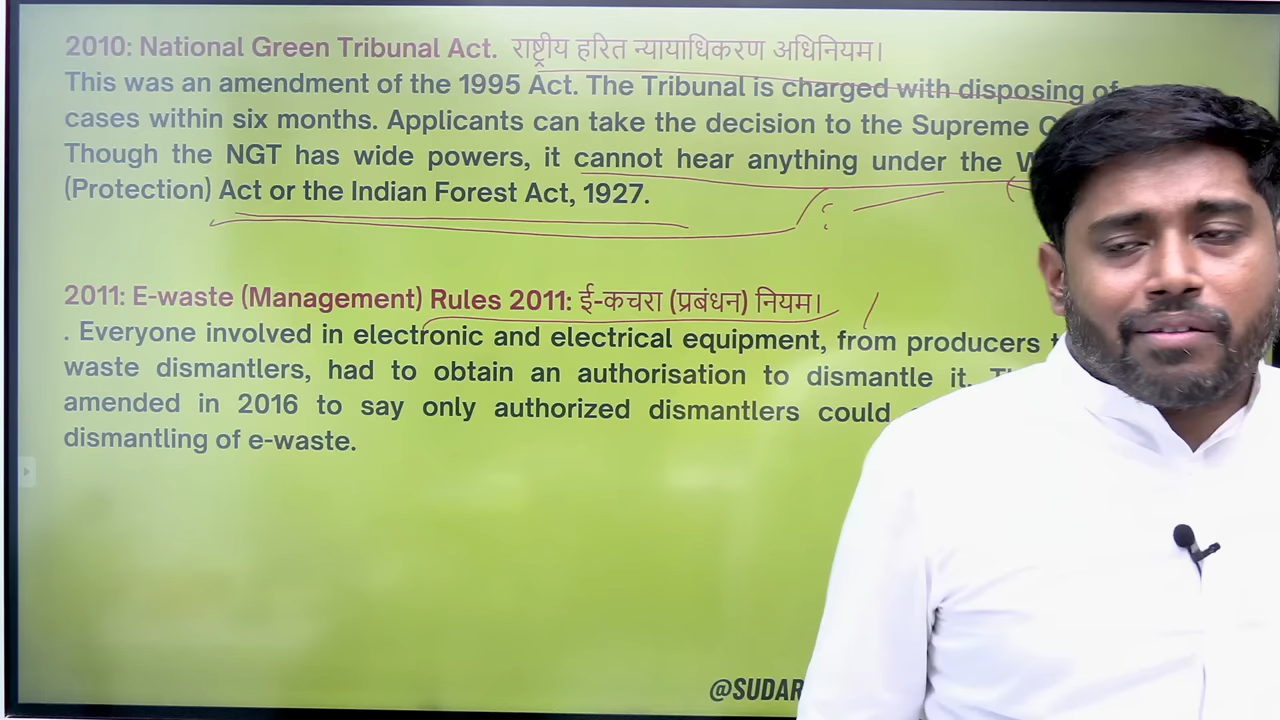 2010: National Green Tribunal Act. राष्ट्रीय हरित न्यायाधिकरण अधिनियम।
This was an amendment of the 1995 Act. The Tribunal is charged with disposing of
cases within six months. Applicants can take the decision to the Supreme
Though the NGT has wide powers, it cannot hear anything under the
(Protection) Act or the Indian Forest Act, 1927.
2011: E-waste (Management) Rules 2011: ई-कचरा (प्रबंधन) नियम।
. Everyone involved in electronic and electrical equipment, from producers
waste dismantlers, had to obtain an authorisation to dismantle it.
amended in 2016 to say only authorized dismantlers could
dismantling of e-waste.
@SUDAR